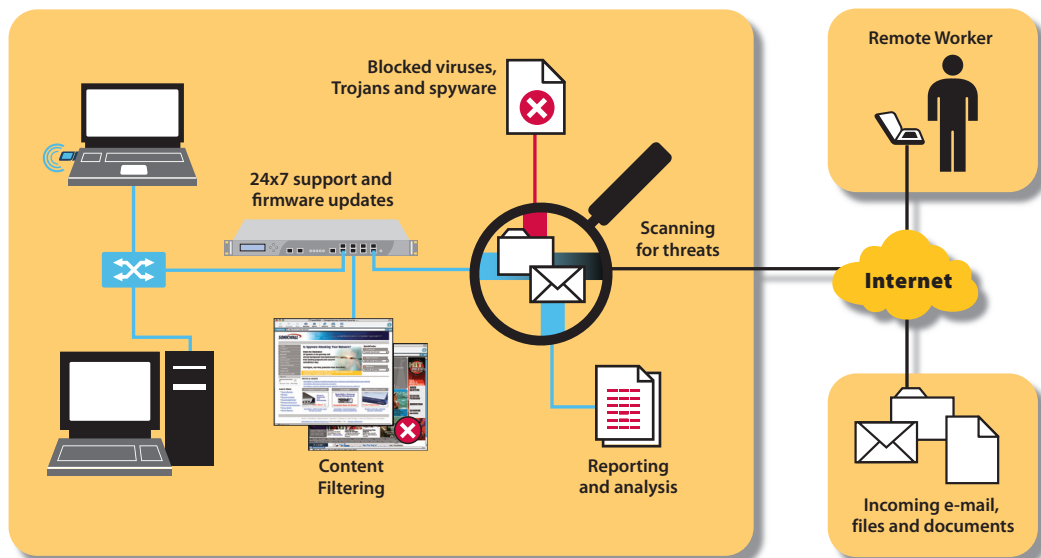 Blocked viruses,
Trojans and spyware
Remote Worker
24x7 support and
firmware updates
Scanning
for threats
Internet
SONICWALL
Content
Filtering
Reporting
and analysis
Incoming e-mail,
files and documents